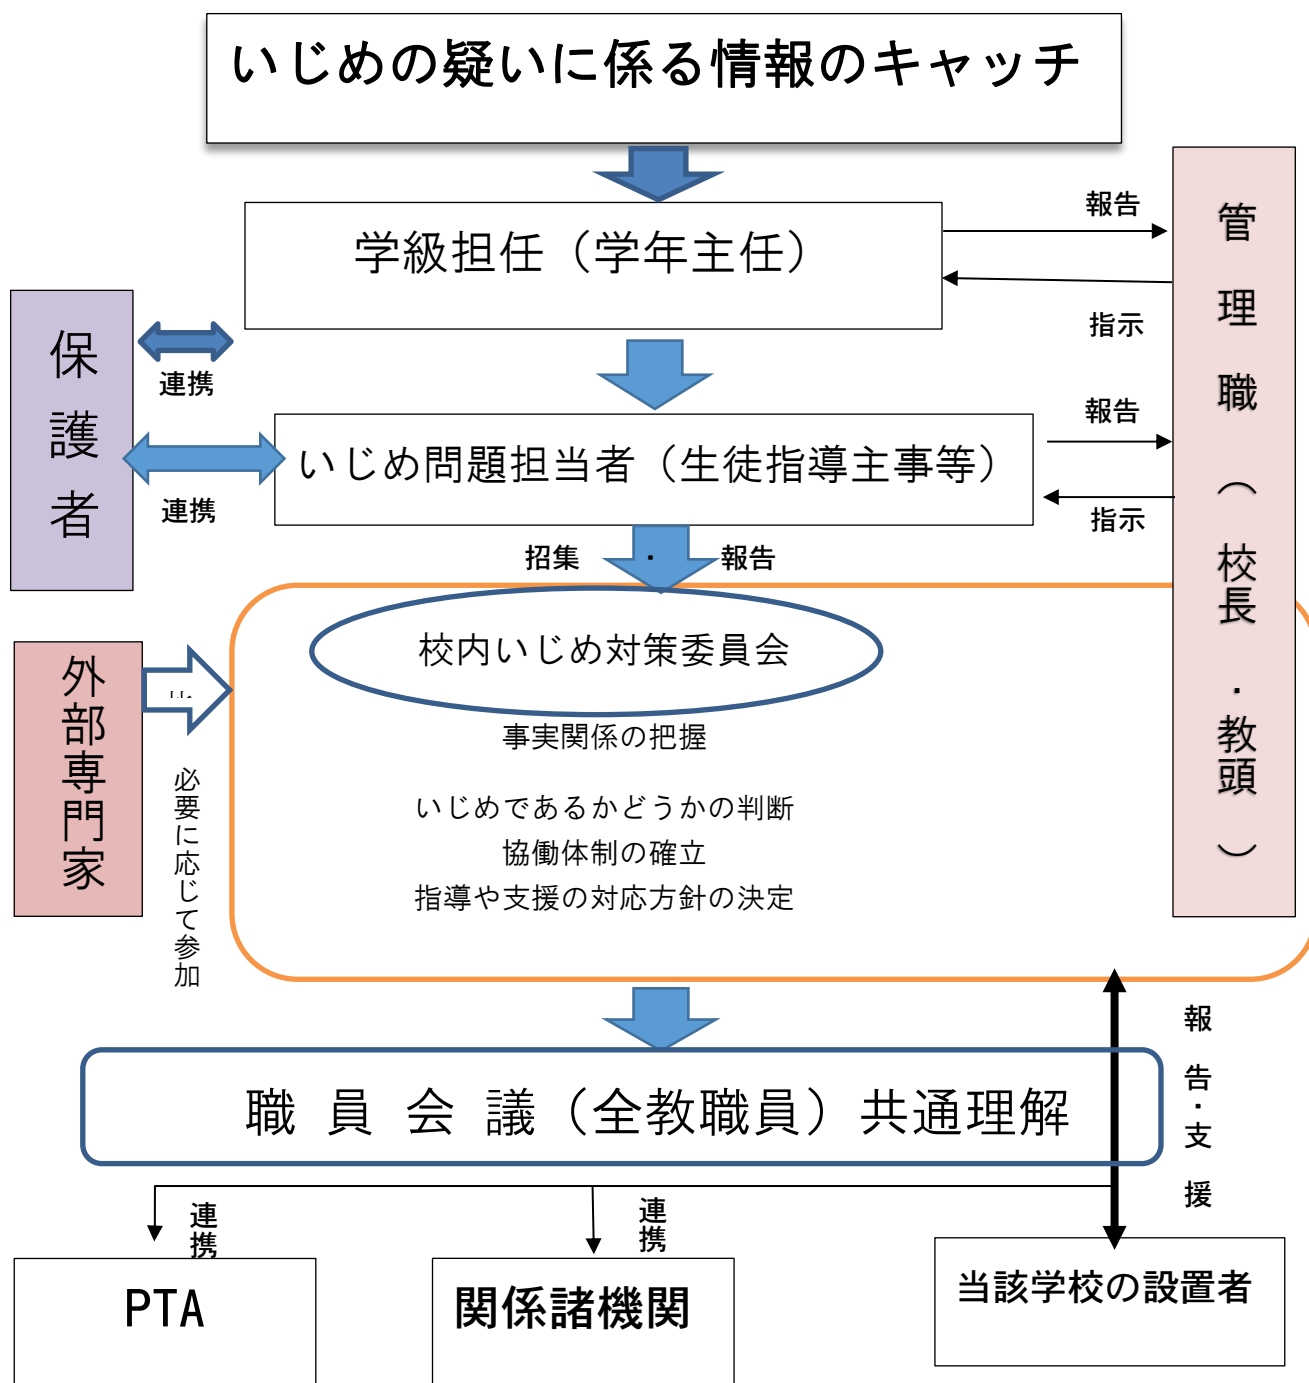 いじめの疑いに係る情報のキャッチ
学級担任（学年主任）
報告
指示
管理職（校長・教頭）
保護者
連携
いじめ問題担当者（生徒指導主事等）
報告
指示
連携
招集・報告
校内いじめ対策委員会
外部専門家
必要に応じて参加
事実関係の把握
いじめであるかどうかの判断
協働体制の確立
指導や支援の対応方針の決定
職員会議（全教職員）共通理解
報告・支援
連携
連携
PTA
関係諸機関
当該学校の設置者